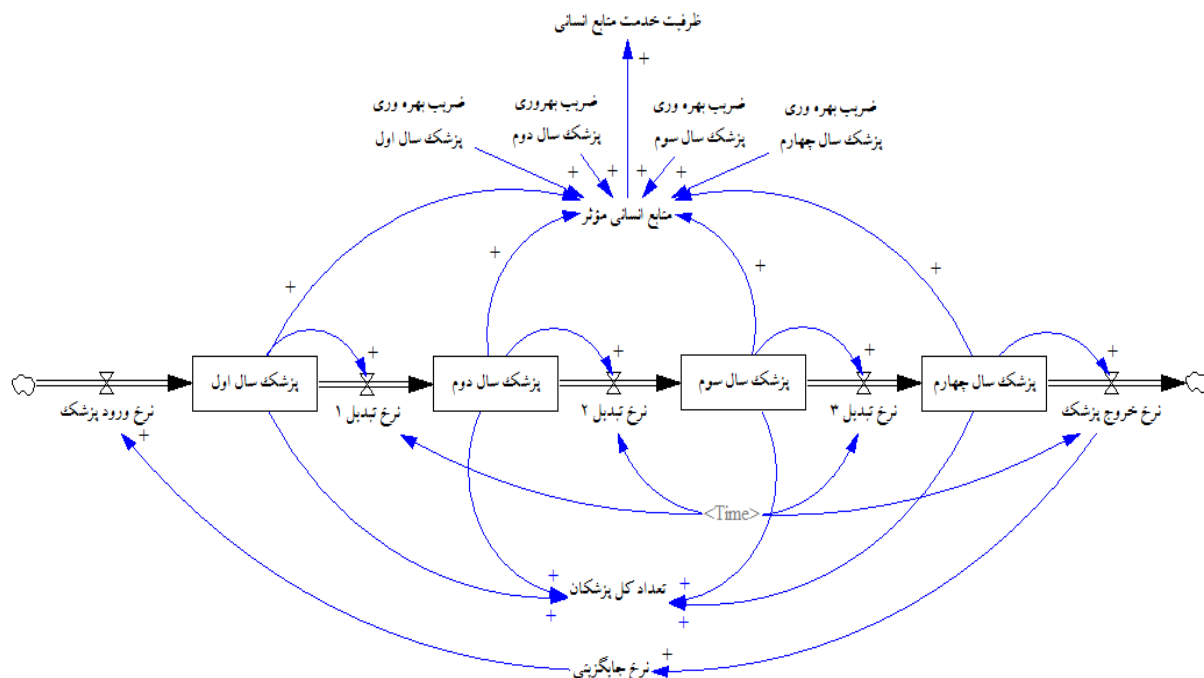 ظرفیت خدمت منابع انسانی
+
ضریب بهره وری
پزشک سال چهارم
ضریب بهره وری
پزشک سال سوم
ضریب بهروری
پزشک سال دوم
ضریب بهره وری
پزشک سال اول
+ + + +
منابع انسانی مؤثر
+ + + +
+ + + +
پزشک سال اول
پزشک سال دوم
پزشک سال سوم
پزشک سال چهارم
نرخ ورود پزشک
نرخ تبدیل ۱
نرخ تبدیل ۲
نرخ تبدیل ۳
نرخ خروج پزشک
+
<Time>
+ +
تعداد کل پزشکان
+ +
+
نرخ جایگزینی